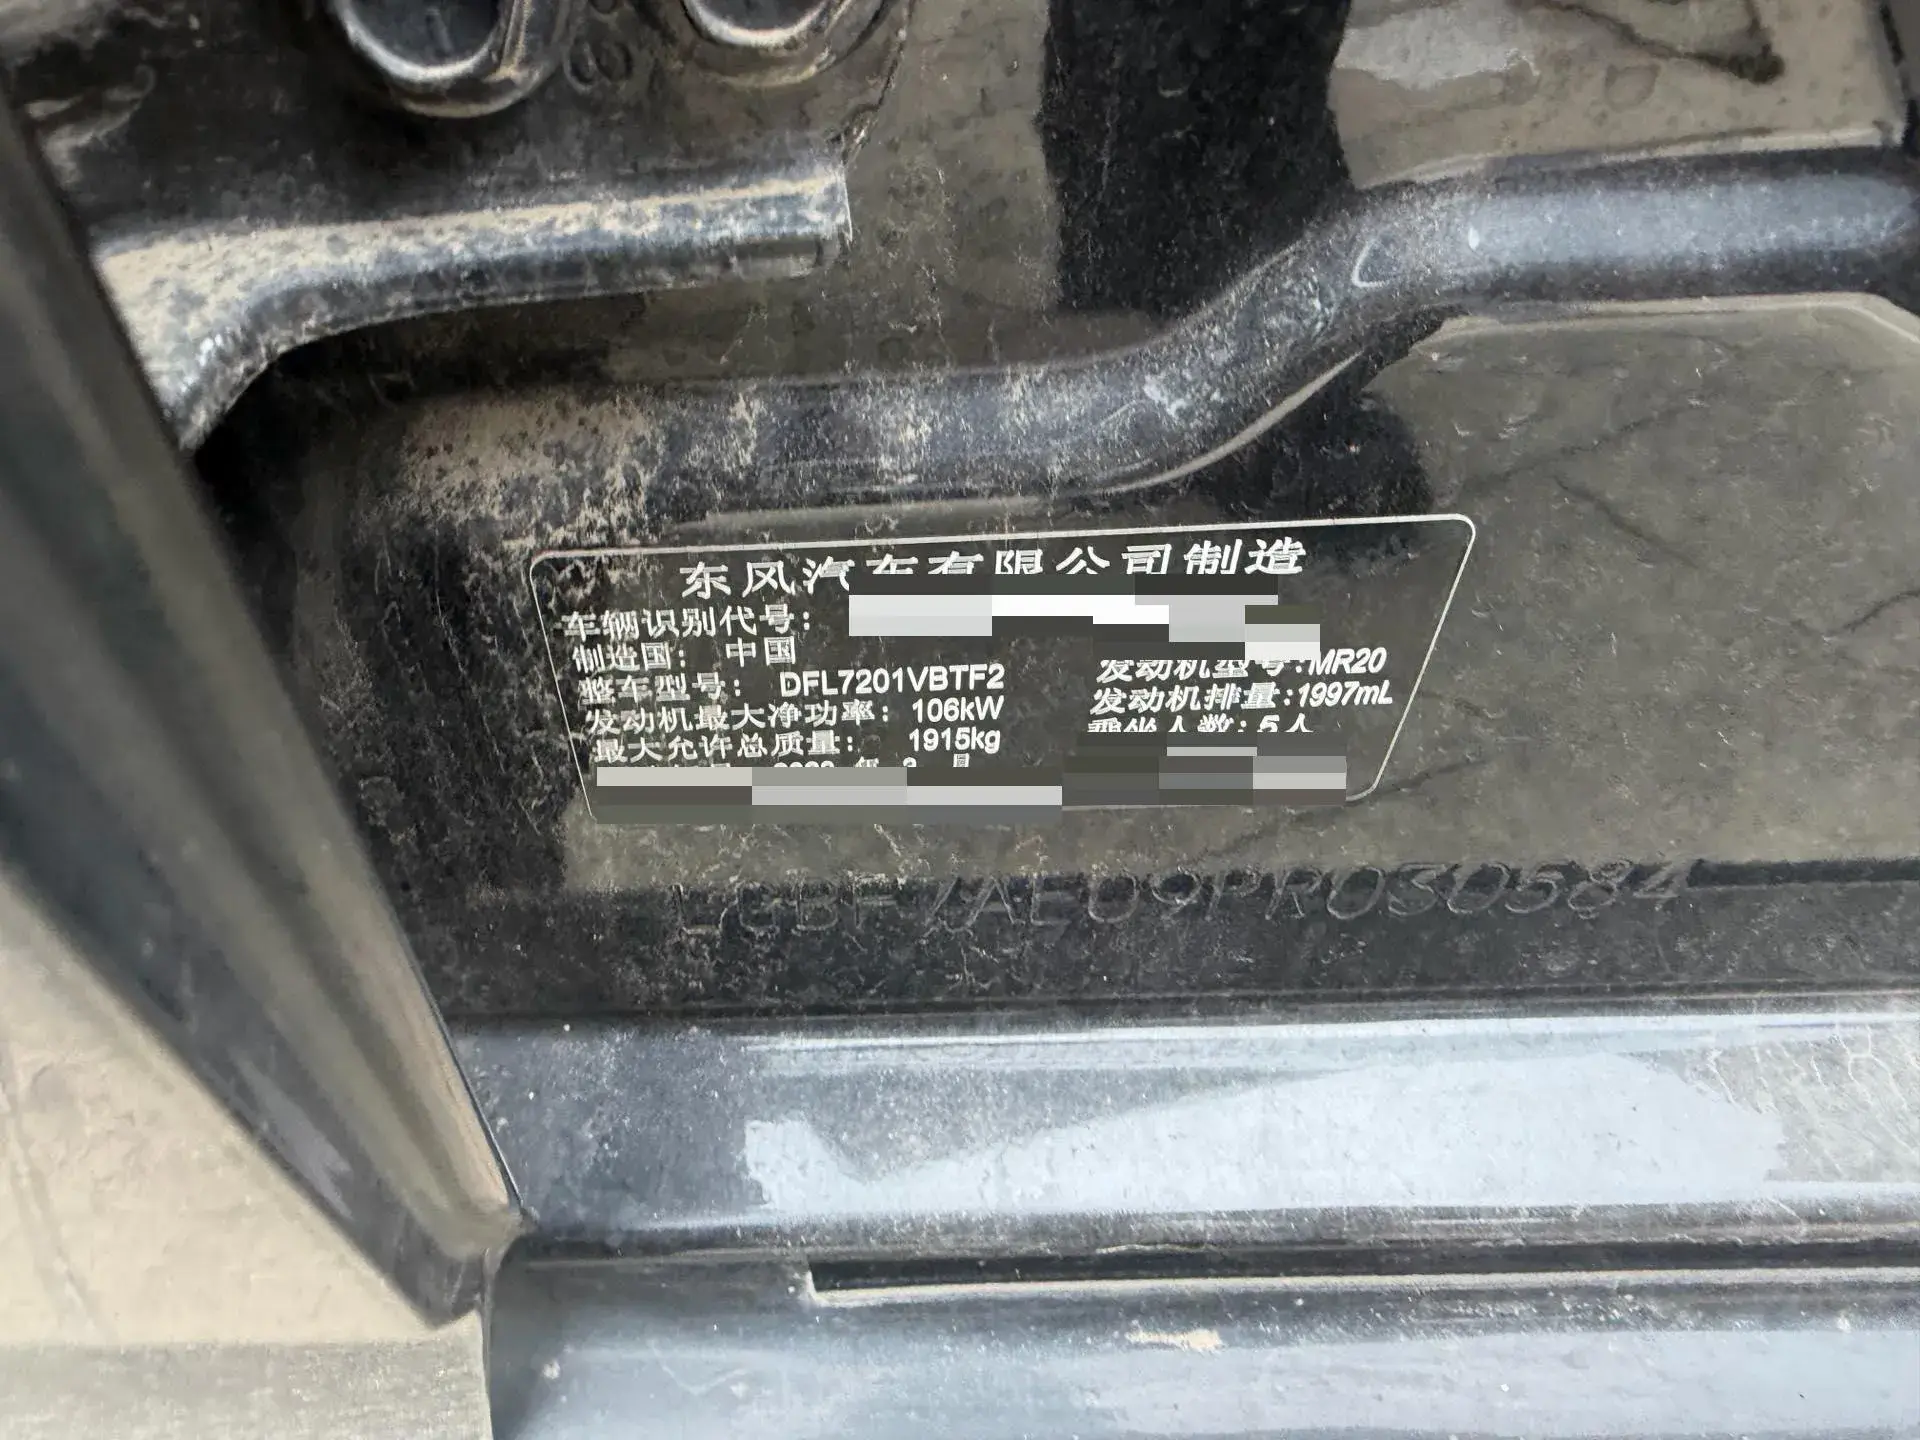 东风汽车有限公司制造
车辆识别代号:
制造国: 中国
整车型号: DFL7201VBTF2 发动机型号:MR20
发动机最大净功率: 106kW 发动机排量:1997mL
最大允许总质量: 1915kg 乘坐人数:5人
年 月
LGBF7AE09PR030584